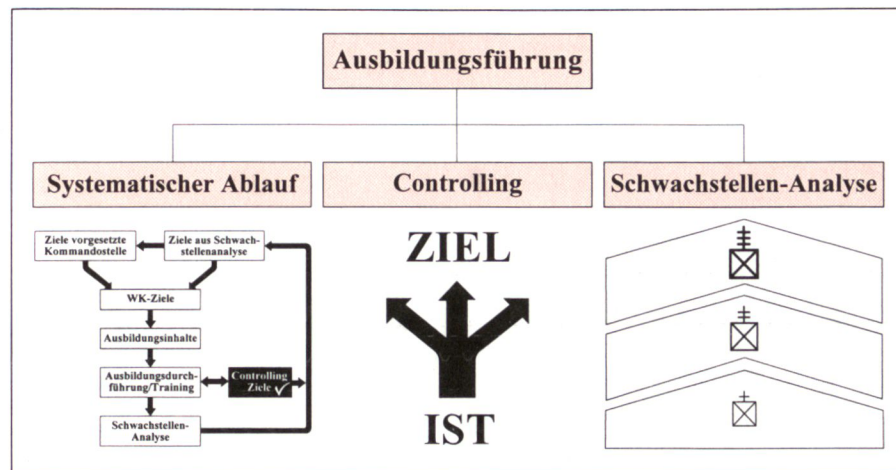 Ausbildungsführung
Systematischer Ablauf
Controlling
Schwachstellen-Analyse
Ziele vorgesetzte
Kommandostelle
Ziele aus Schwach-
stellenanalyse
WK-Ziele
Ausbildungsinhalte
Ausbildungsdurch-
führung/Training
Controlling
Ziele
Schwachstellen-
Analyse
ZIEL
IST